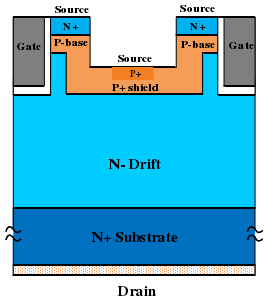 Source Source
N+ N+
Gate P-base Source P-base Gate
P+
P+ shield
N- Drift
N+ Substrate
Drain